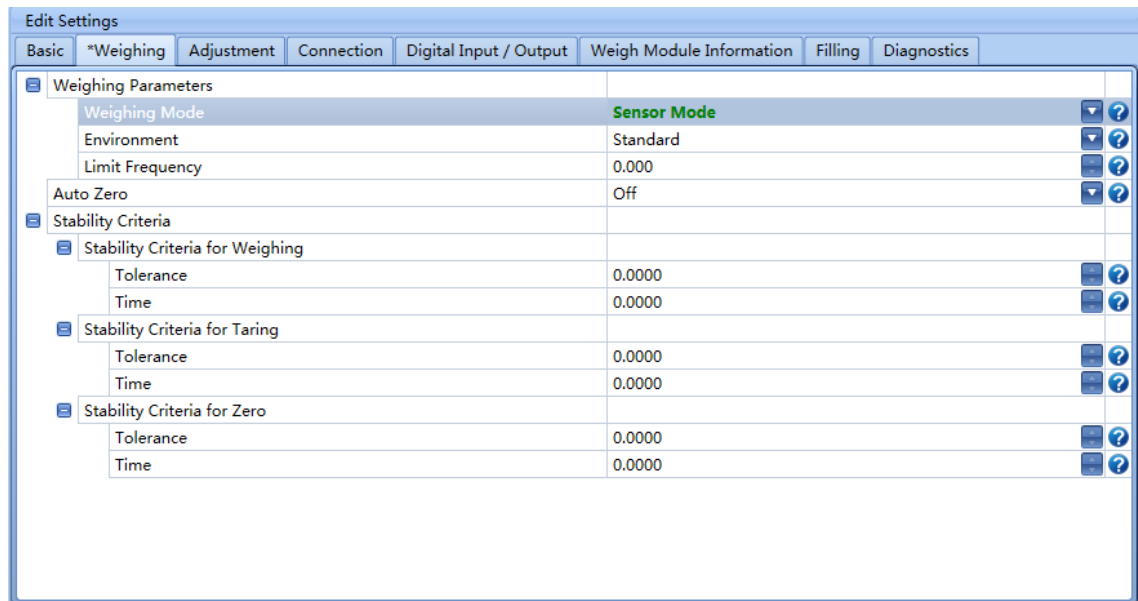 Edit Settings
Basic *Weighing Adjustment Connection Digital Input / Output Weigh Module Information Filling Diagnostics
Weighing Parameters
Weighing Mode Sensor Mode
Environment Standard
Limit Frequency 0.000
Auto Zero Off
Stability Criteria
Stability Criteria for Weighing
Tolerance 0.0000
Time 0.0000
Stability Criteria for Taring
Tolerance 0.0000
Time 0.0000
Stability Criteria for Zero
Tolerance 0.0000
Time 0.0000